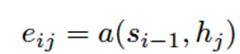 e_{ij} = a(s_{i-1}, h_j)